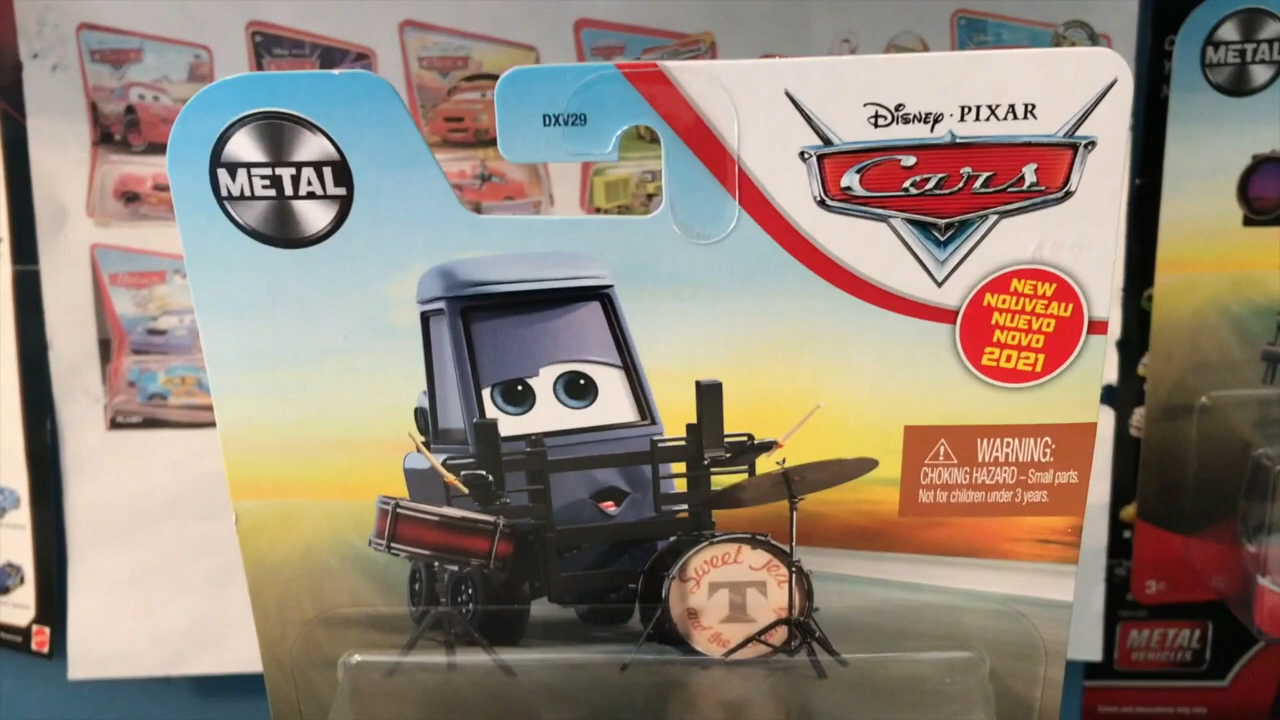 METAL
DXV29
DISNEY · PIXAR
Cars
NEW
NOUVEAU
NUEVO
NOVO
2021
WARNING:
CHOKING HAZARD – Small parts.
Not for children under 3 years.
Sweet Tea
T
and the
METAL
3+
METAL
VEHICLES